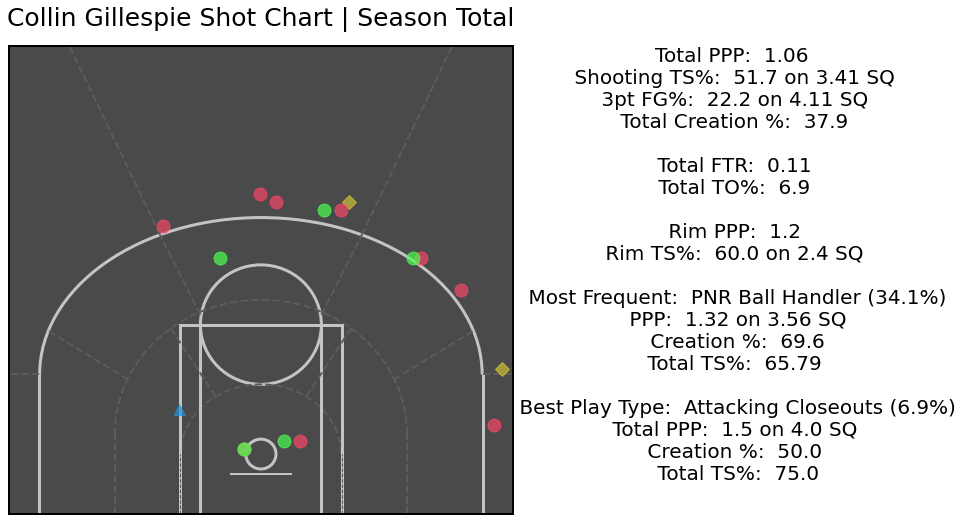 Collin Gillespie Shot Chart | Season Total
Total PPP:  1.06
Shooting TS%:  51.7 on 3.41 SQ
3pt FG%:  22.2 on 4.11 SQ
Total Creation %:  37.9
Total FTR:  0.11
Total TO%:  6.9
Rim PPP:  1.2
Rim TS%:  60.0 on 2.4 SQ
Most Frequent:  PNR Ball Handler (34.1%)
PPP:  1.32 on 3.56 SQ
Creation %:  69.6
Total TS%:  65.79
Best Play Type:  Attacking Closeouts (6.9%)
Total PPP:  1.5 on 4.0 SQ
Creation %:  50.0
Total TS%:  75.0